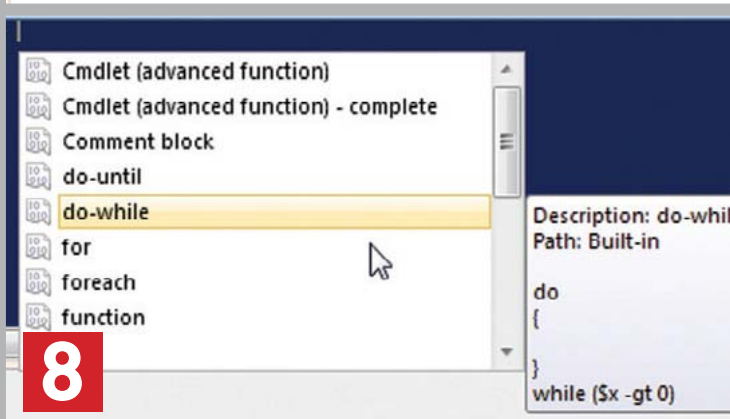 Cmdlet (advanced function)
Cmdlet (advanced function) - complete
Comment block
do-until
do-while
for
foreach
function
Description: do-whil
Path: Built-in
do
{
}
while ($x -gt 0)
8